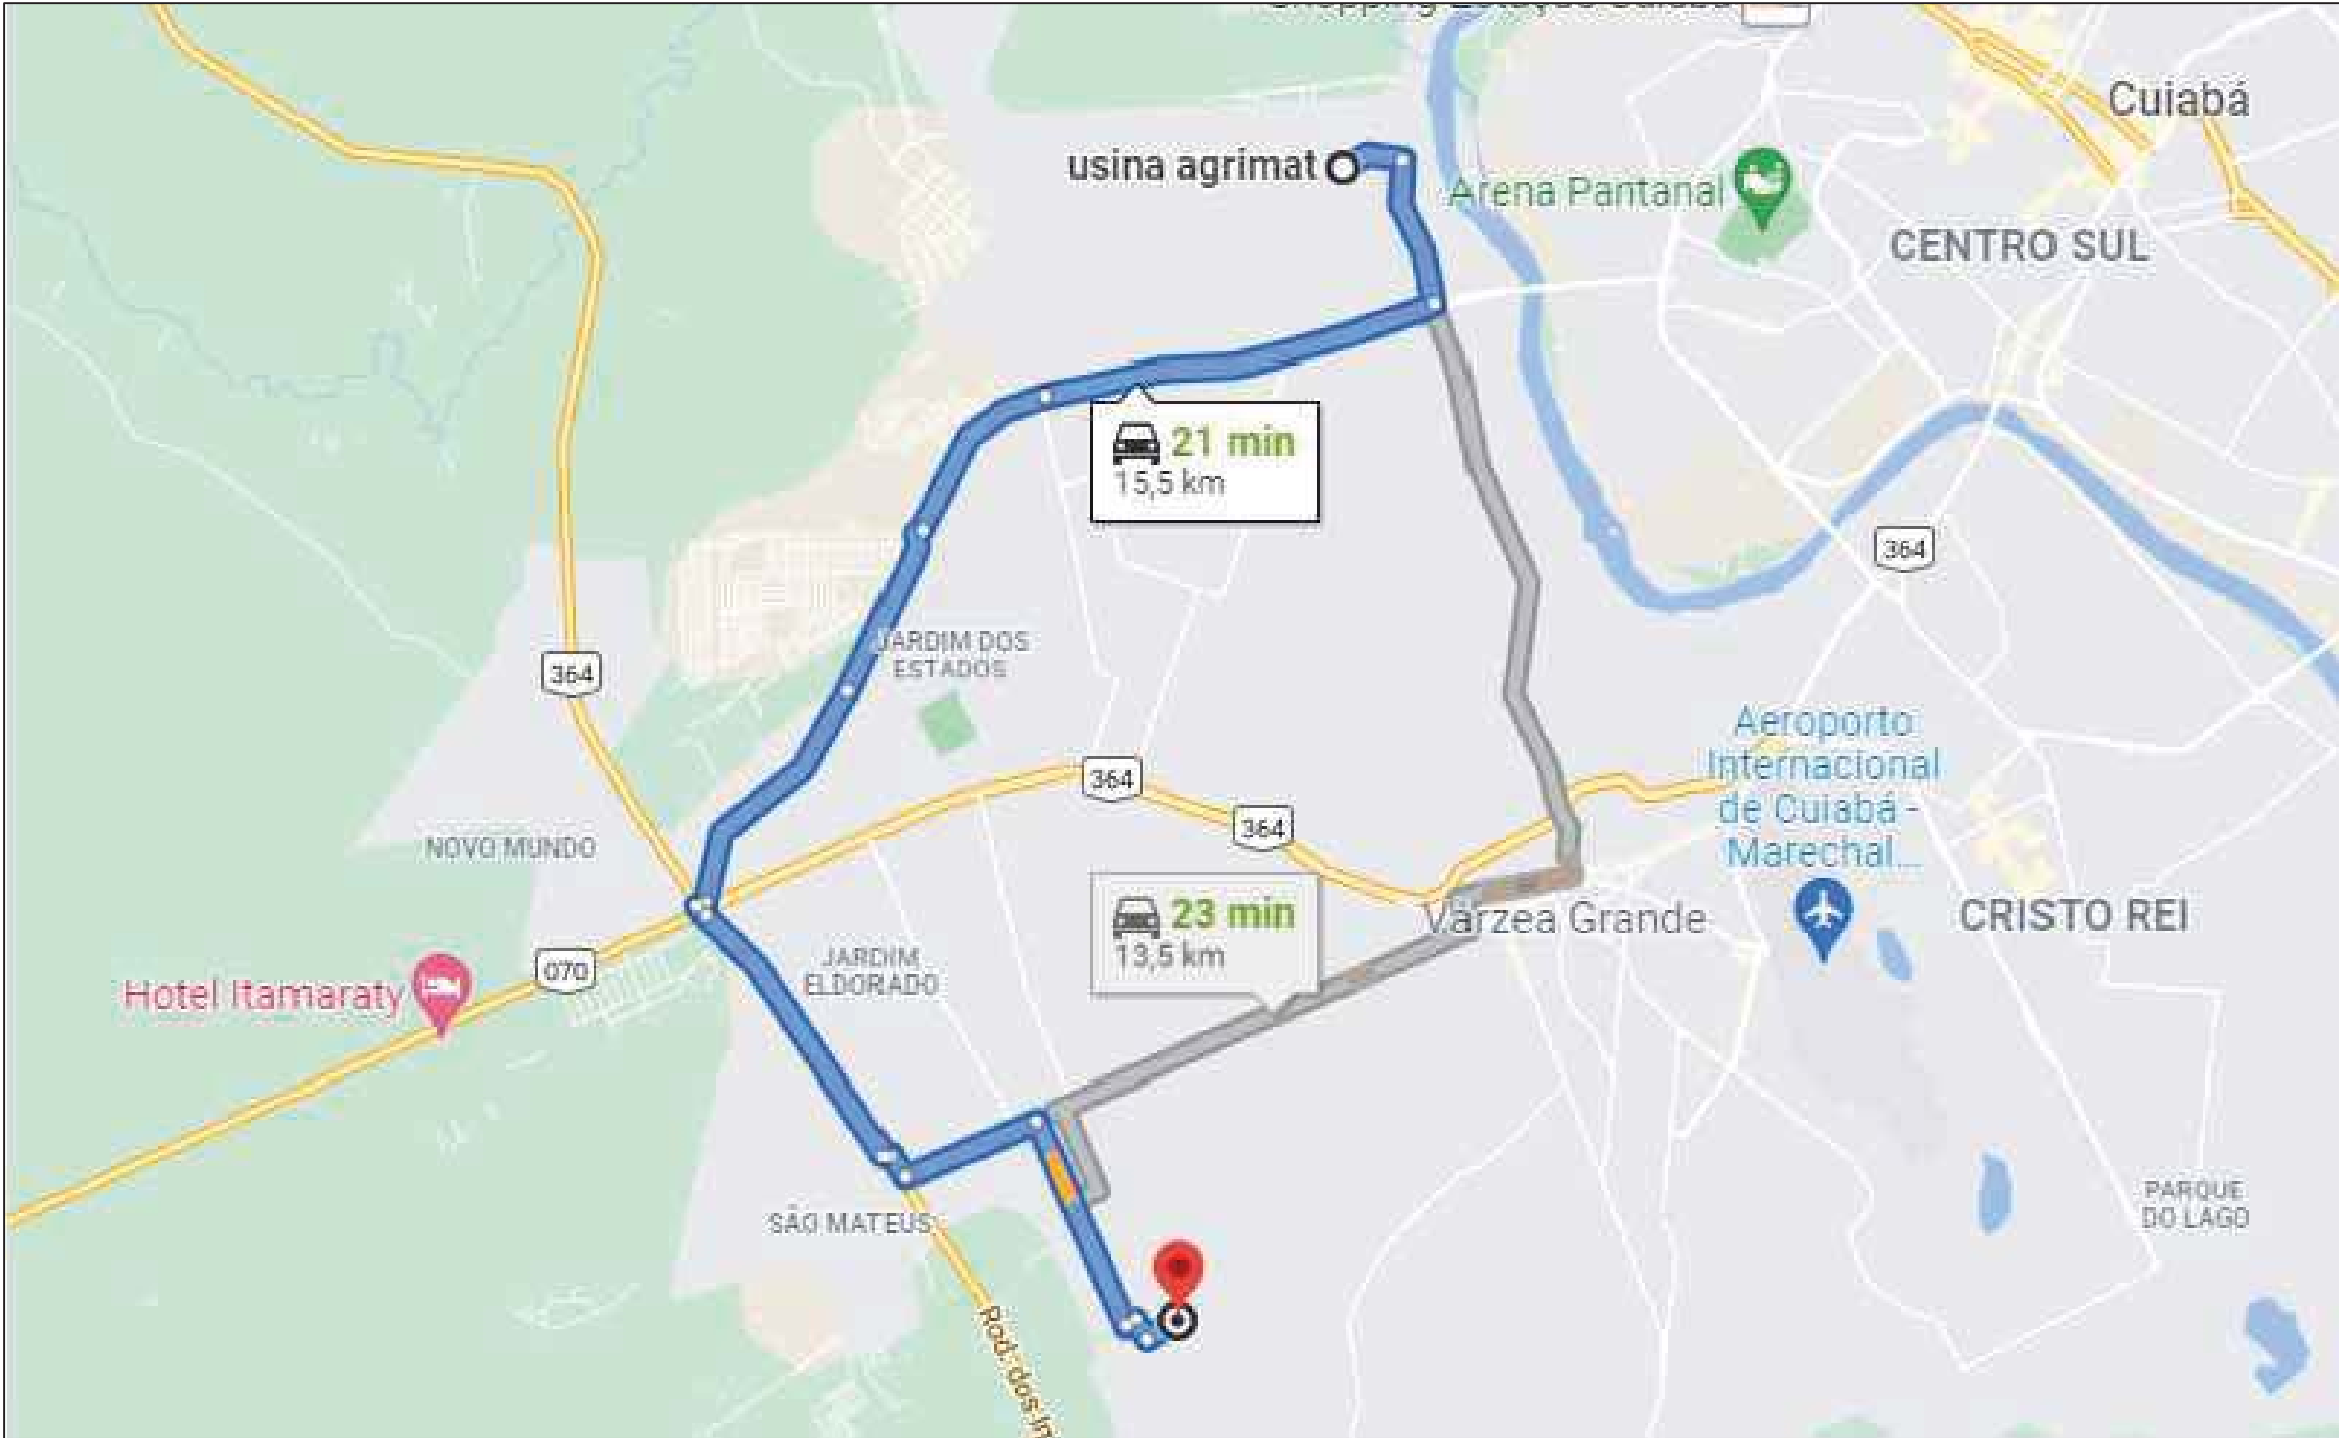 Cuiabá
usina agrimat
Arena Pantanal
CENTRO SUL
21 min
15,5 km
364
JARDIM DOS
ESTADOS
364
Aeroporto
Internacional
de Cuiabá -
Marechal...
364
364
NOVO MUNDO
23 min
13,5 km
Várzea Grande
CRISTO REI
070
JARDIM
ELDORADO
Hotel Itamaraty
PARQUE
DO LAGO
SÃO MATEUS
Rod. dos Im